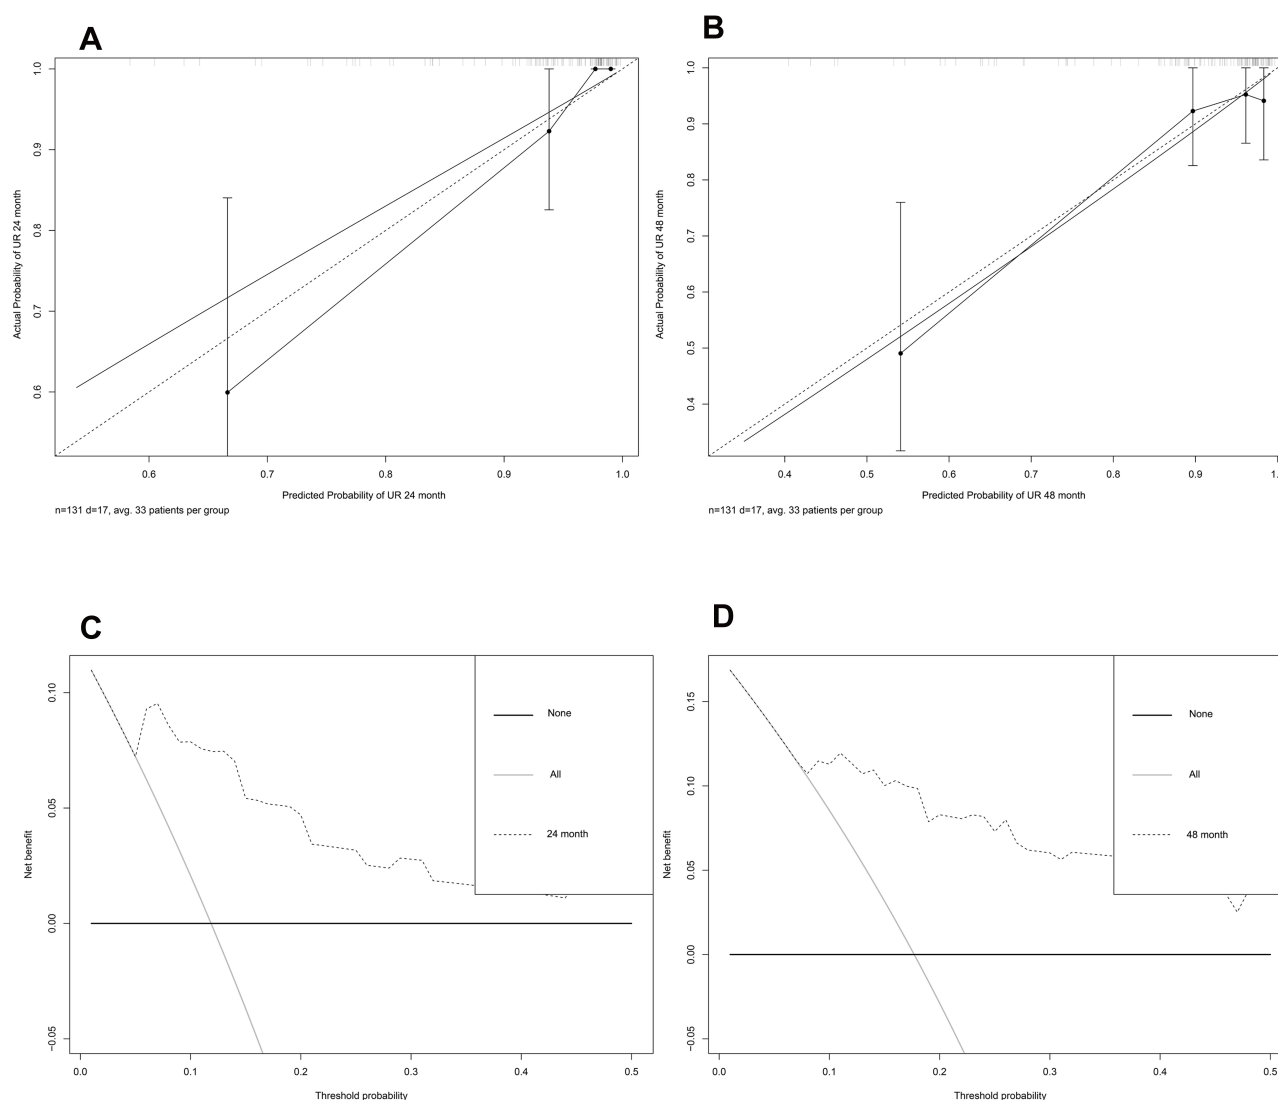 A
B
1.0
0.9
0.8
0.7
0.6
Actual Probability of UR 24 month
0.6 0.7 0.8 0.9 1.0
Predicted Probability of UR 24 month
n=131 d=17, avg. 33 patients per group
1.0
0.9
0.8
0.7
0.6
0.5
0.4
Actual Probability of UR 48 month
0.4 0.5 0.6 0.7 0.8 0.9 1.
Predicted Probability of UR 48 month
n=131 d=17, avg. 33 patients per group
C
D
0.10
0.05
0.00
−0.05
Net benefit
None
All
24 month
0.0 0.1 0.2 0.3 0.4 0.5
Threshold probability
0.15
0.10
0.05
0.00
−0.05
Net benefit
None
All
48 month
0.0 0.1 0.2 0.3 0.4 0.5
Threshold probability